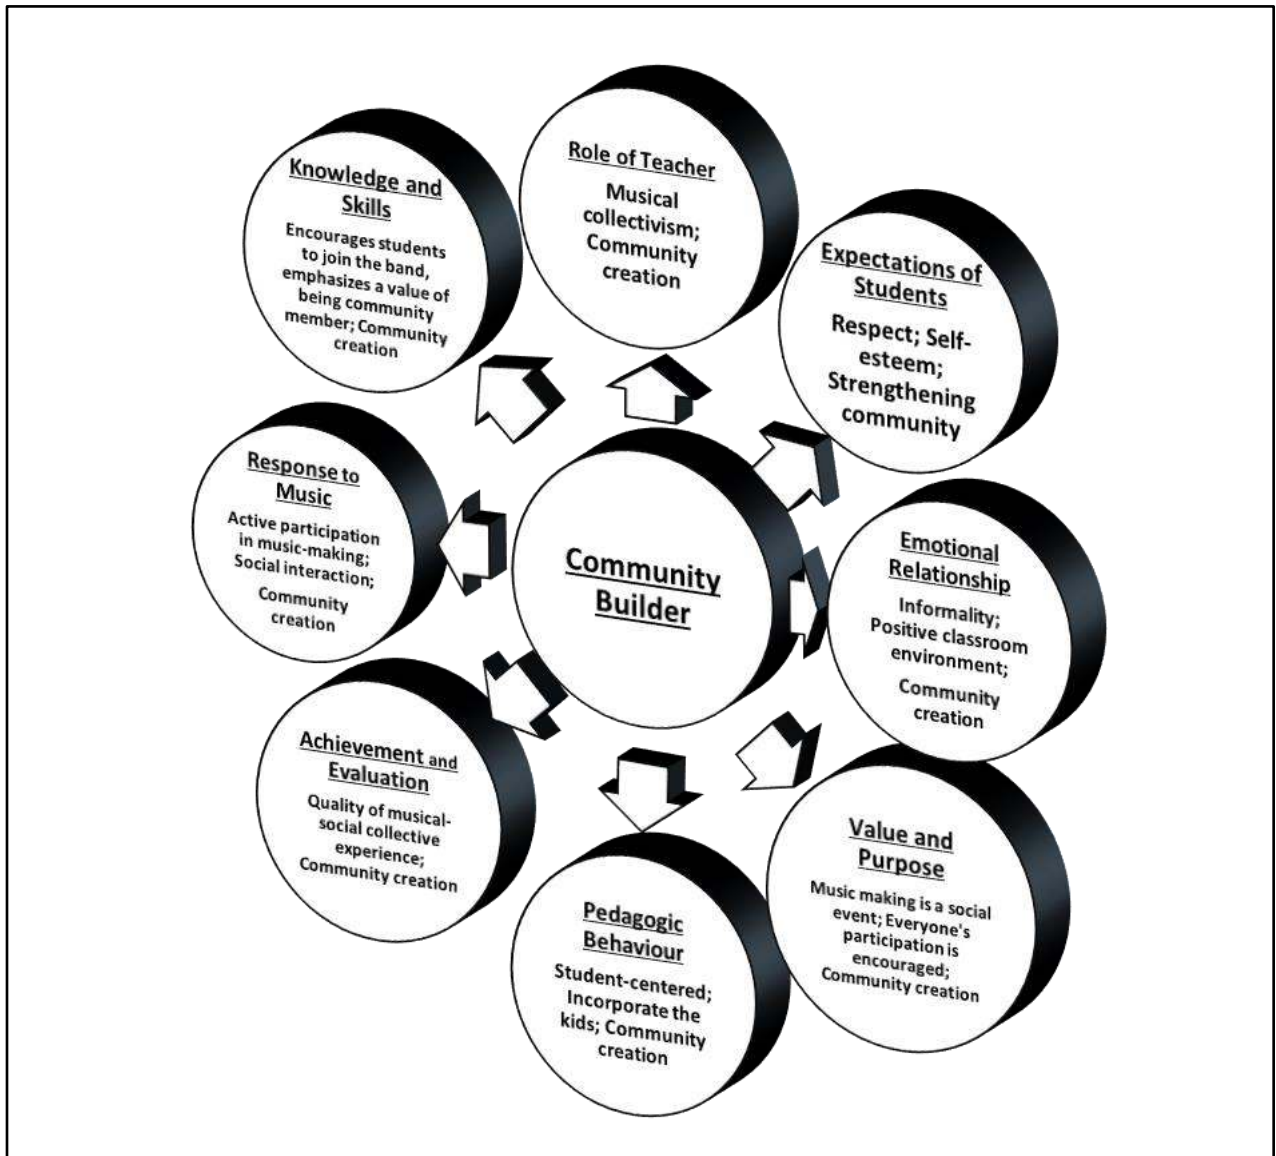 Role of Teacher
Musical
collectivism;
Community
creation
Knowledge and
Skills
Encourages students
to join the band,
emphasizes a value of
being community
member; Community
creation
Expectations of
Students
Respect; Self-
esteem;
Strengthening
community
Response to
Music
Active participation
in music-making;
Social interaction;
Community
creation
Community
Builder
Emotional
Relationship
Informality;
Positive classroom
environment;
Community
creation
Achievement and
Evaluation
Quality of musical-
social collective
experience;
Community creation
Value and
Purpose
Music making is a social
event; Everyone's
participation is
encouraged;
Community creation
Pedagogic
Behaviour
Student-centered;
Incorporate the
kids; Community
creation